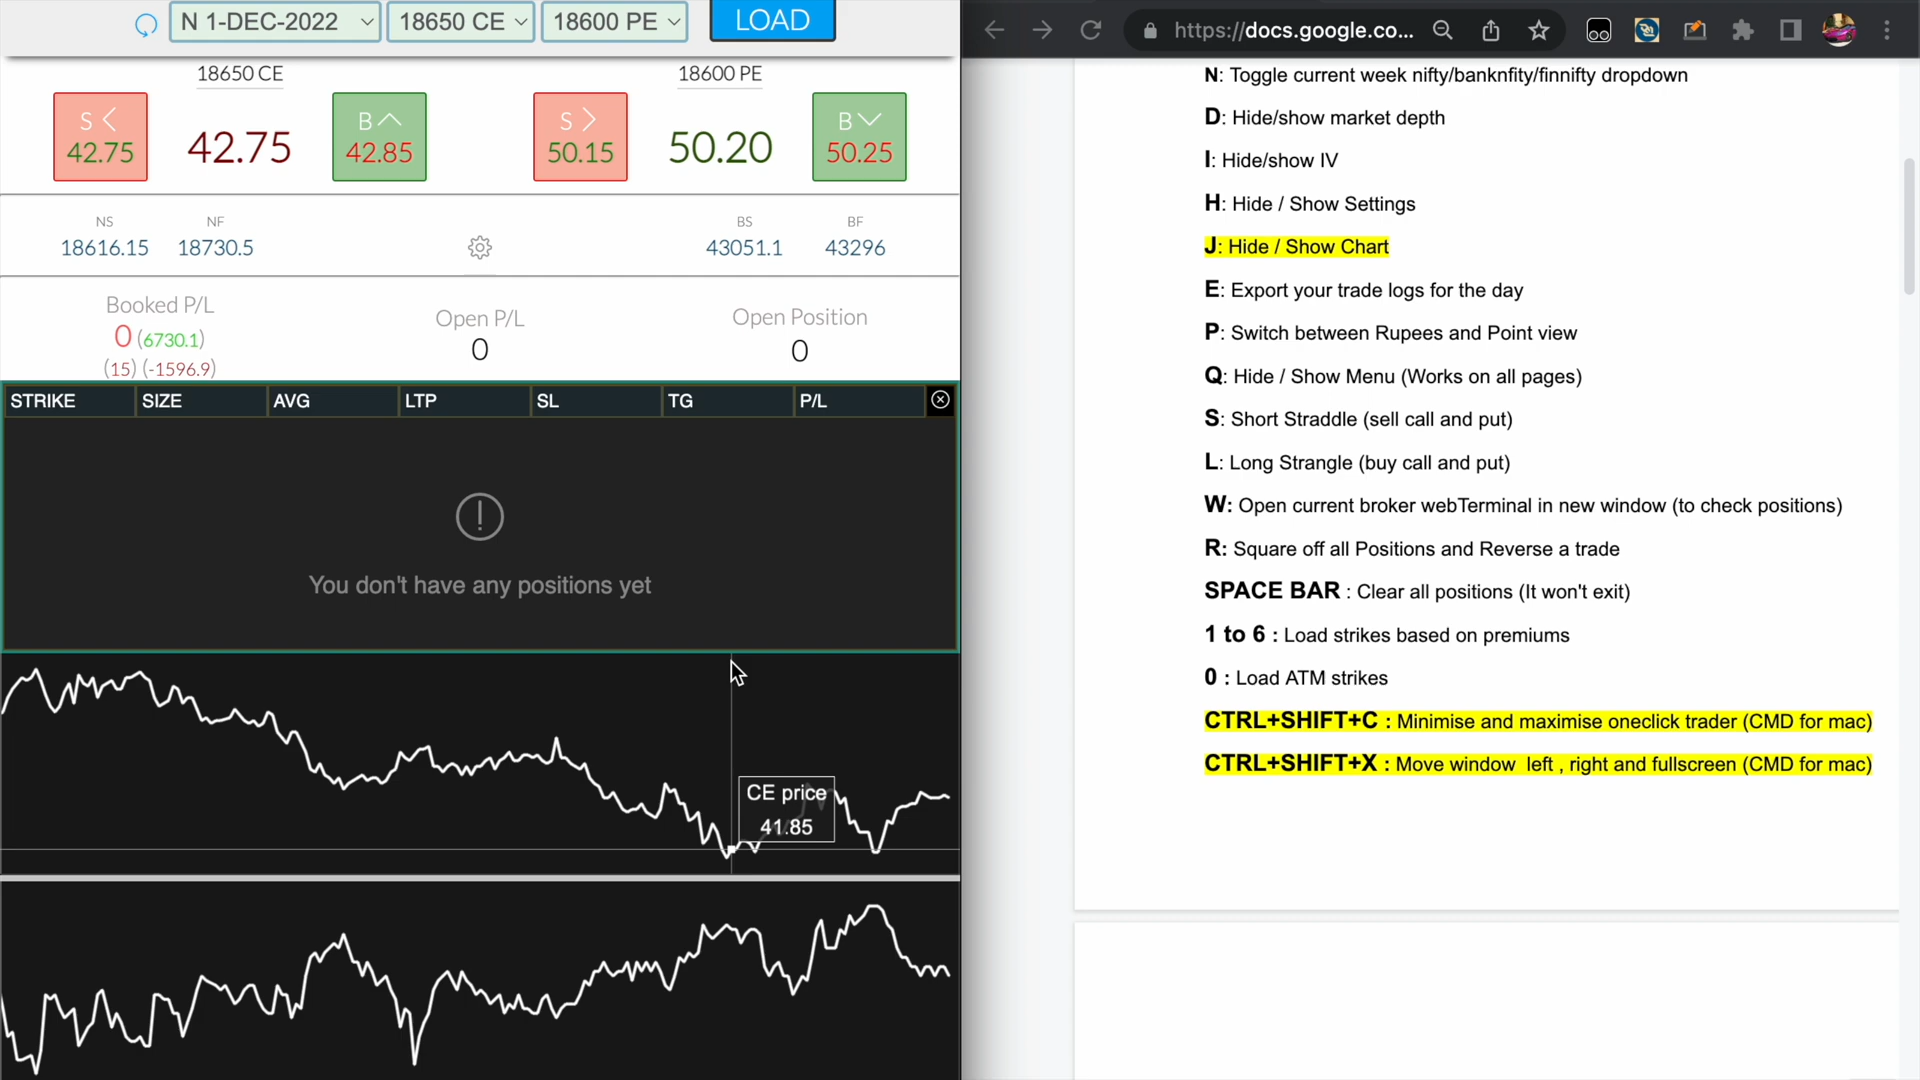 N 1-DEC-2022
18650 CE
18600 PE
LOAD
18650 CE
18600 PE
S
42.75
42.75
B
42.85
S
50.15
50.20
B
50.25
NS
18616.15
NF
18730.5
BS
43051.1
BF
43296
Booked P/L
0 (6730.1)
(15) (-1596.9)
Open P/L
0
Open Position
0
STRIKE SIZE AVG LTP SL TG P/L
You don't have any positions yet
CE price
41.85
https://docs.google.co...
N: Toggle current week nifty/banknfity/finnifty dropdown
D: Hide/show market depth
I: Hide/show IV
H: Hide / Show Settings
J: Hide / Show Chart
E: Export your trade logs for the day
P: Switch between Rupees and Point view
Q: Hide / Show Menu (Works on all pages)
S: Short Straddle (sell call and put)
L: Long Strangle (buy call and put)
W: Open current broker webTerminal in new window (to check positions)
R: Square off all Positions and Reverse a trade
SPACE BAR : Clear all positions (It won't exit)
1 to 6 : Load strikes based on premiums
0 : Load ATM strikes
CTRL+SHIFT+C : Minimise and maximise oneclick trader (CMD for mac)
CTRL+SHIFT+X : Move window left , right and fullscreen (CMD for mac)